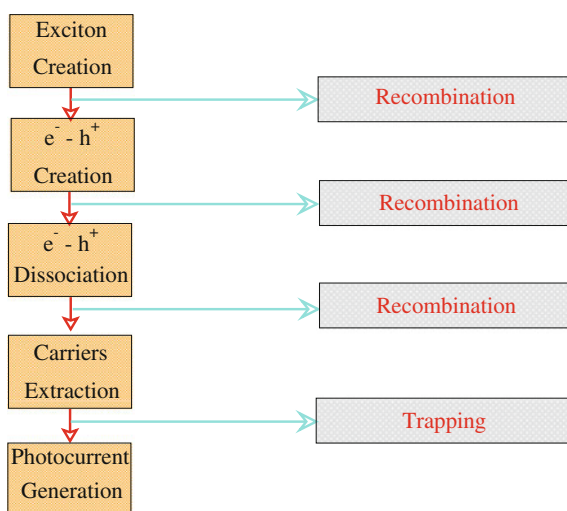 Exciton
Creation
Recombination
e⁻ - h⁺
Creation
Recombination
e⁻ - h⁺
Dissociation
Recombination
Carriers
Extraction
Trapping
Photocurrent
Generation